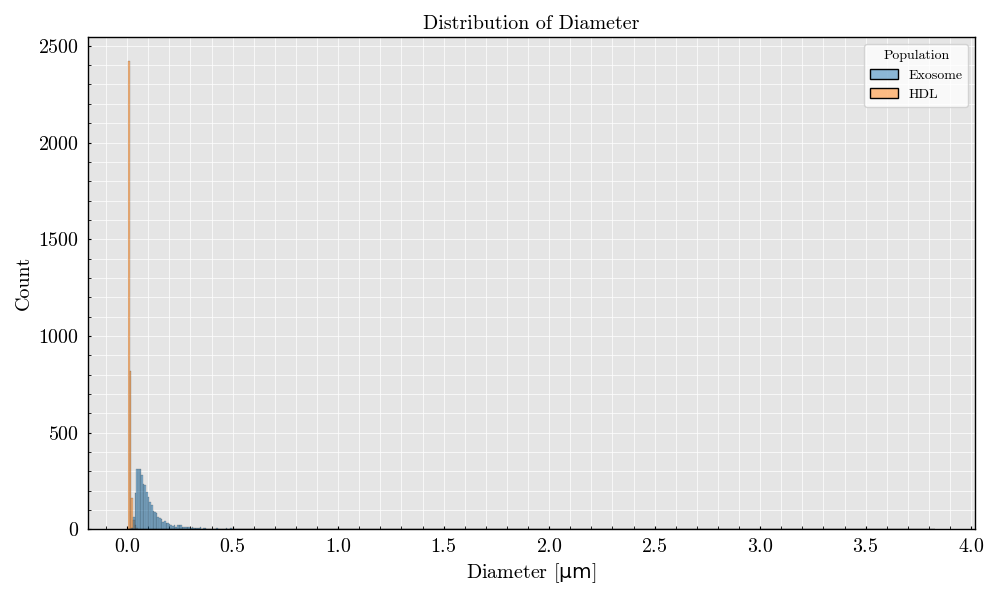 Distribution of Diameter
Population
Exosome
HDL
Count
2500
2000
1500
1000
500
0
0.0 0.5 1.0 1.5 2.0 2.5 3.0 3.5 4.0
Diameter [μm]